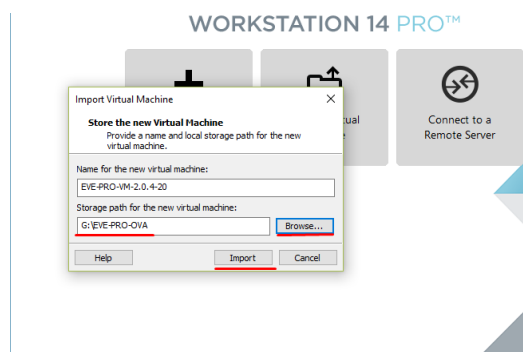 WORKSTATION 14 PRO™
Import Virtual Machine
Store the new Virtual Machine
Provide a name and local storage path for the new
virtual machine.
Name for the new virtual machine:
EVE-PRO-VM-2.0.4-20
Storage path for the new virtual machine:
G:\EVE-PRO-OVA
Browse...
Help
Import
Cancel
Connect to a
Remote Server